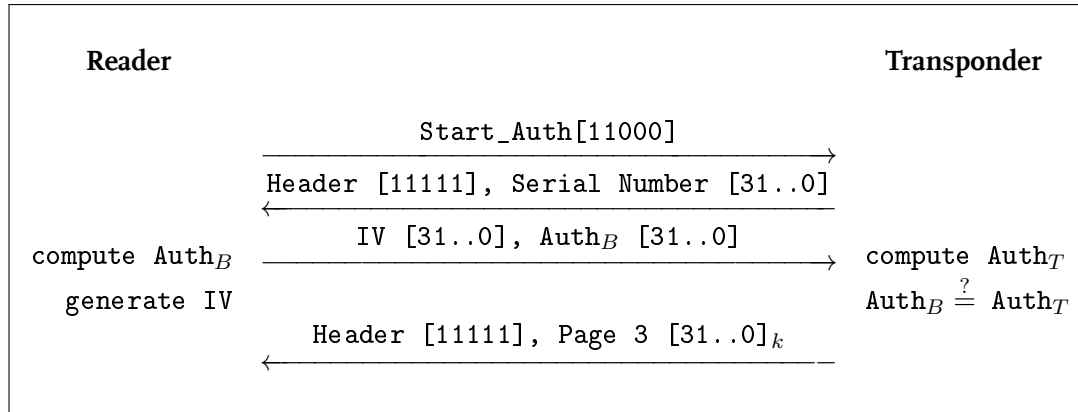 Reader Transponder
Start_Auth[11000]
Header [11111], Serial Number [31..0]
IV [31..0], Auth_B [31..0]
compute Auth_B compute Auth_T
generate IV Auth_B ?= Auth_T
Header [11111], Page 3 [31..0]_k